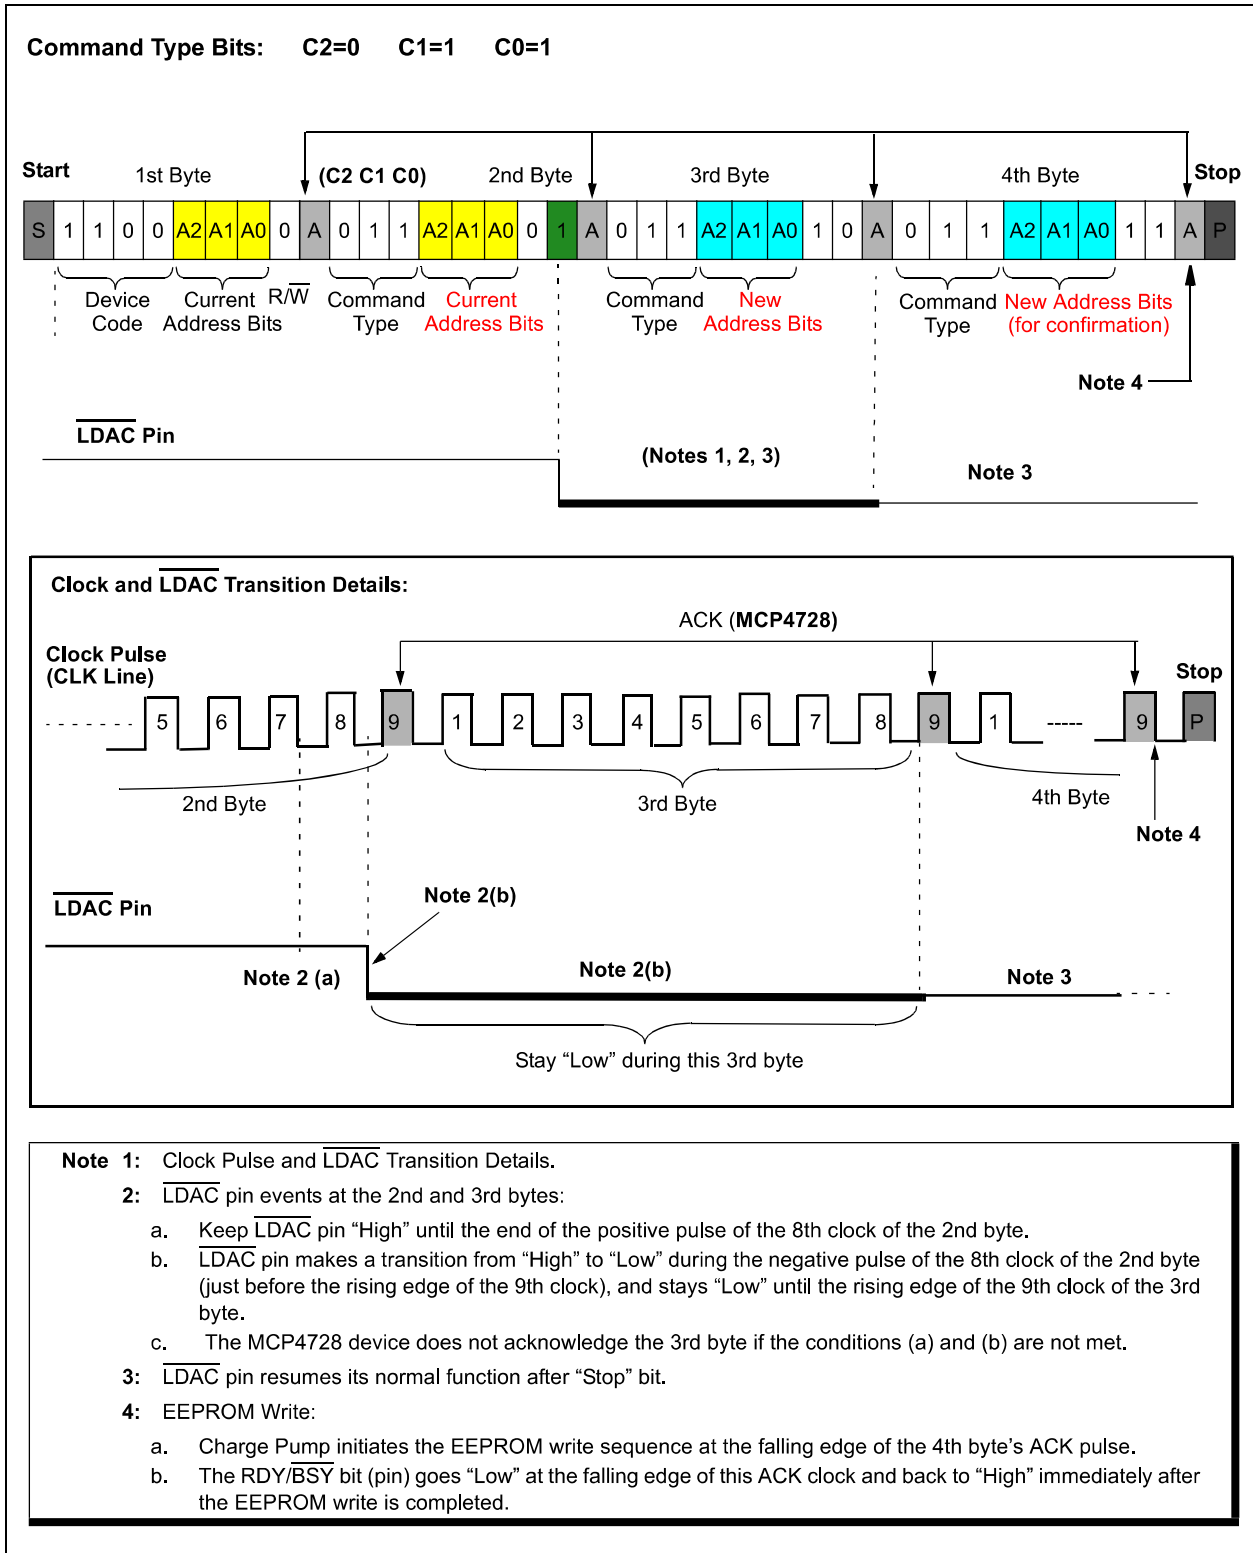 Command Type Bits: C2=0 C1=1 C0=1
Start 1st Byte (C2 C1 C0) 2nd Byte 3rd Byte 4th Byte Stop
S 1 1 0 0 A2 A1 A0 0 A 0 1 1 A2 A1 A0 0 1 A 0 1 1 A2 A1 A0 1 0 A 0 1 1 A2 A1 A0 1 1 A P
Device Current R/W Command Current Command New Command New Address Bits
Code Address Bits Type Address Bits Type Address Bits Type (for confirmation)
Note 4
LDAC Pin
(Notes 1, 2, 3)
Note 3
Clock and LDAC Transition Details:
ACK (MCP4728)
Clock Pulse
(CLK Line)
Stop
5 6 7 8 9 1 2 3 4 5 6 7 8 9 1 ----- 9 P
2nd Byte 3rd Byte 4th Byte
Note 4
Note 2(b)
LDAC Pin
Note 2 (a) Note 2(b) Note 3
Stay “Low” during this 3rd byte
Note 1: Clock Pulse and LDAC Transition Details.
2: LDAC pin events at the 2nd and 3rd bytes:
a. Keep LDAC pin “High” until the end of the positive pulse of the 8th clock of the 2nd byte.
b. LDAC pin makes a transition from “High” to “Low” during the negative pulse of the 8th clock of the 2nd byte
(just before the rising edge of the 9th clock), and stays “Low” until the rising edge of the 9th clock of the 3rd
byte.
c. The MCP4728 device does not acknowledge the 3rd byte if the conditions (a) and (b) are not met.
3: LDAC pin resumes its normal function after “Stop” bit.
4: EEPROM Write:
a. Charge Pump initiates the EEPROM write sequence at the falling edge of the 4th byte’s ACK pulse.
b. The RDY/BSY bit (pin) goes “Low” at the falling edge of this ACK clock and back to “High” immediately after
the EEPROM write is completed.